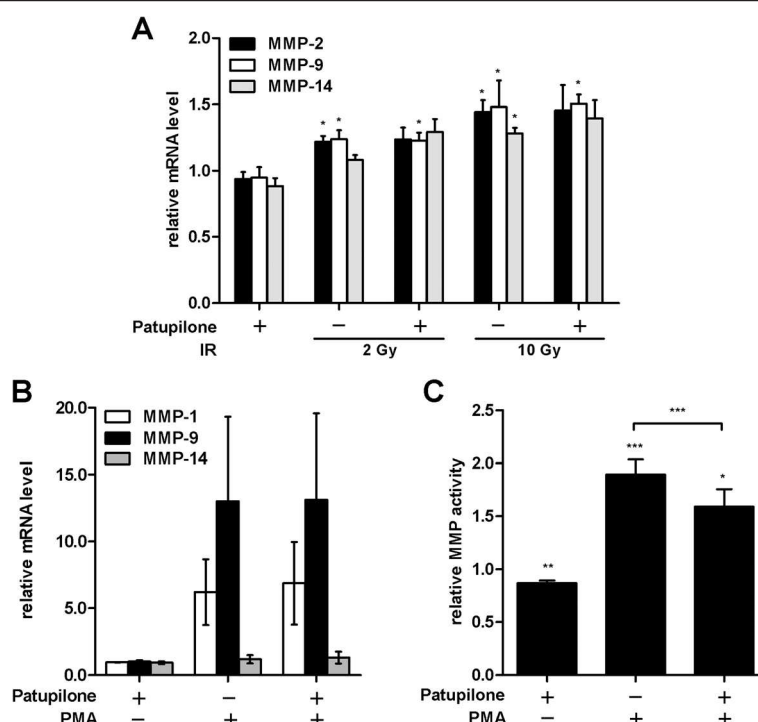 A
relative mRNA level
2.0
1.5
1.0
0.5
0.0
MMP-2
MMP-9
MMP-14
* * * * * * *
Patupilone + − + − +
IR 2 Gy 10 Gy
B
relative mRNA level
20.0
15.0
10.0
5.0
0.0
MMP-1
MMP-9
MMP-14
Patupilone + − +
PMA − + +
C
relative MMP activity
2.5
2.0
1.5
1.0
0.5
0.0
***
** *** *
Patupilone + − +
PMA − + +